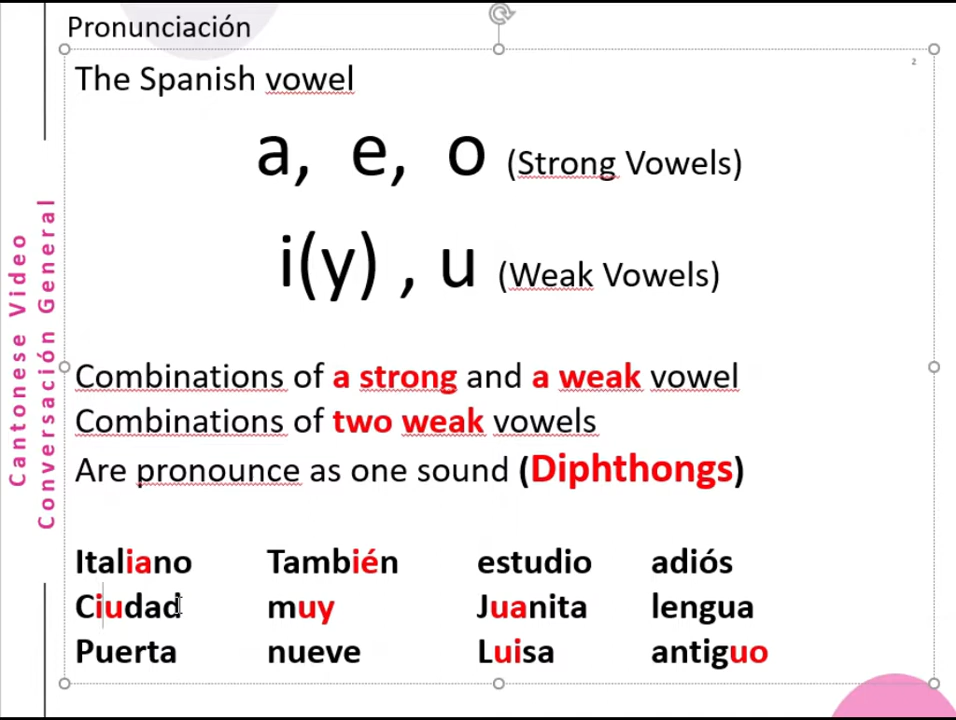 Pronunciación
2
The Spanish vowel
a, e, o (Strong Vowels)
i(y) , u (Weak Vowels)
Combinations of a strong and a weak vowel
Combinations of two weak vowels
Are pronounce as one sound (Diphthongs)
Italiano También estudio adiós
Ciudad muy Juanita lengua
Puerta nueve Luisa antiguo
Cantonese Video
Conversación General